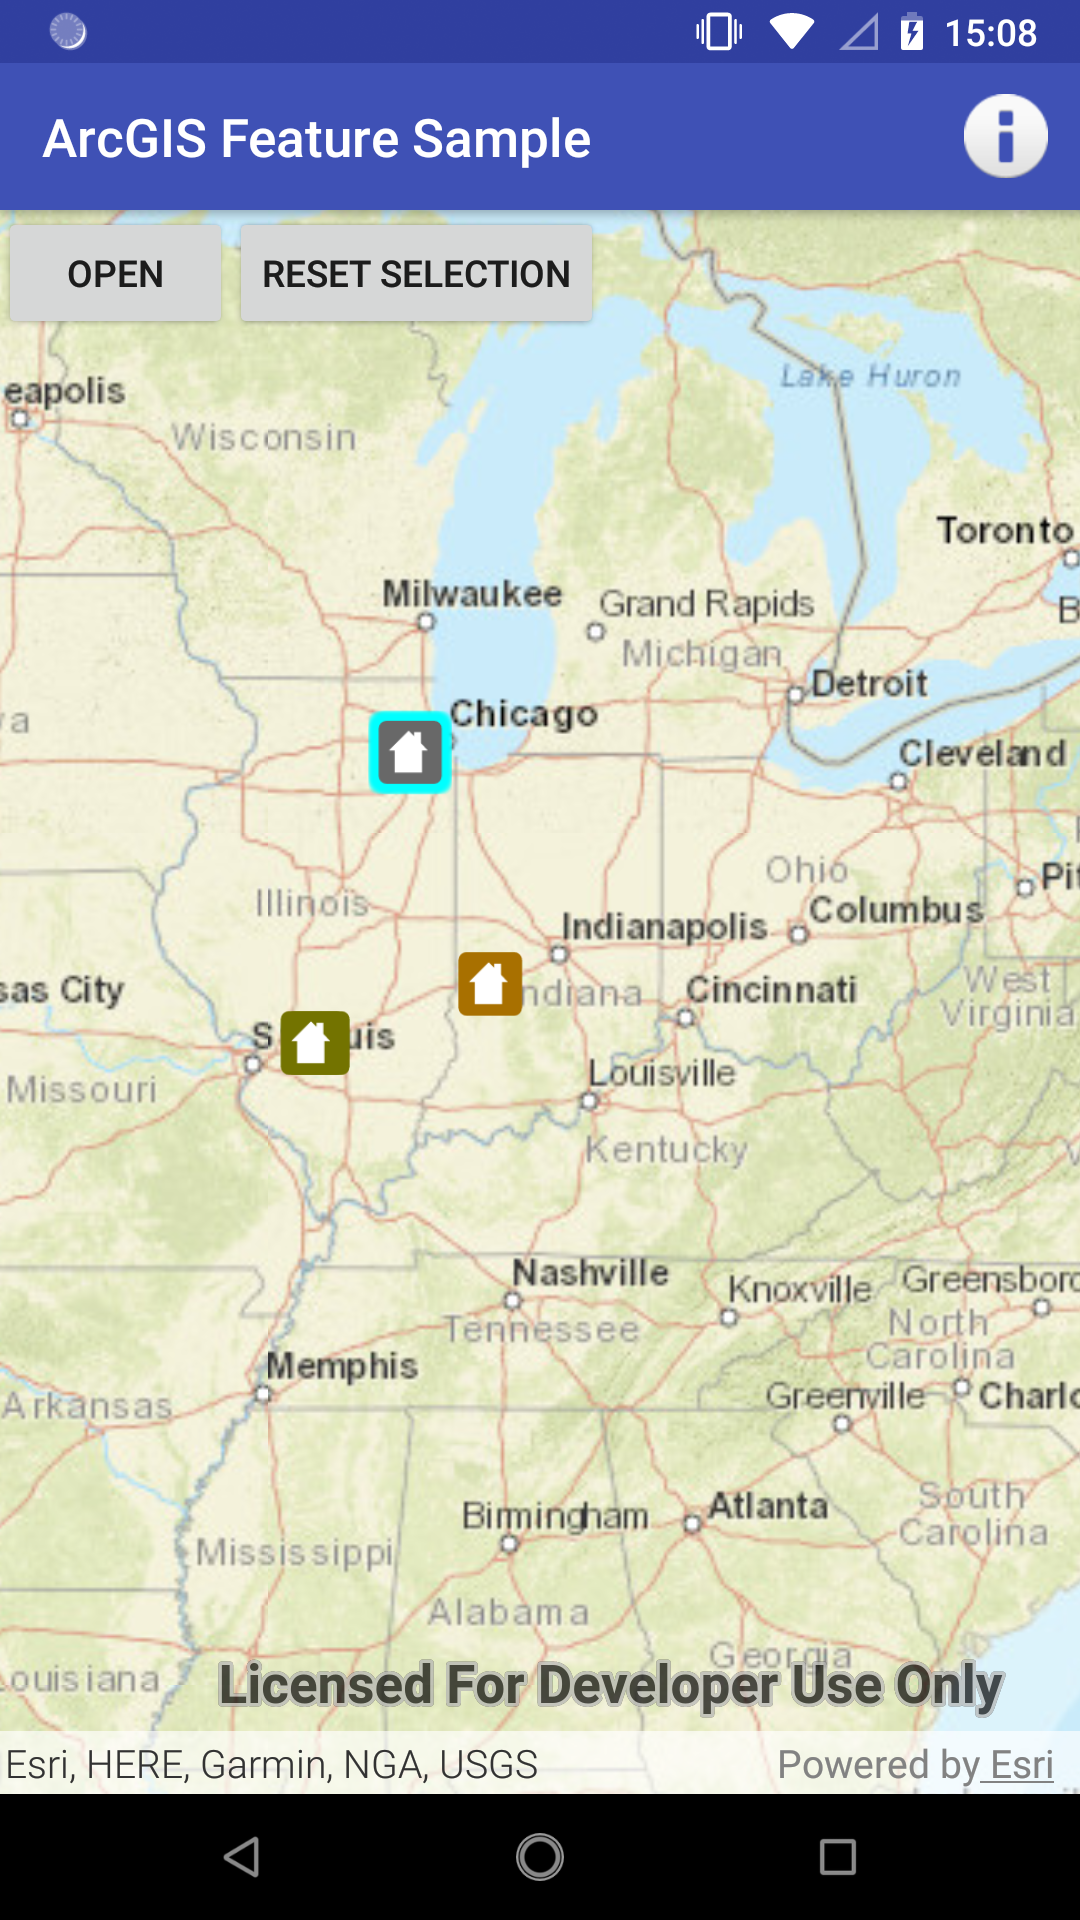 15:08
ArcGIS Feature Sample
OPEN
RESET SELECTION
Lake Huron
eapolis
Wisconsin
Toronto
Milwaukee
Grand Rapids
B
Michigan
Detroit
Chicago
va
Cleveland
Ohio
Pit
Illinois
Columbus
Indianapolis
West
Virginia
sas City
ndiana
Cincinnati
S uis
Missouri
Louisville
Kentucky
V
Nashville
Knoxville
Greensboro
Tennessee
North
Carolina
Memphis
Greenville
Charlo
Arkansas
South
Carolina
Birmingham
Atlanta
Mississippi
Alabama
Georgia
ouisiana
Licensed For Developer Use Only
Esri, HERE, Garmin, NGA, USGS
Powered by Esri